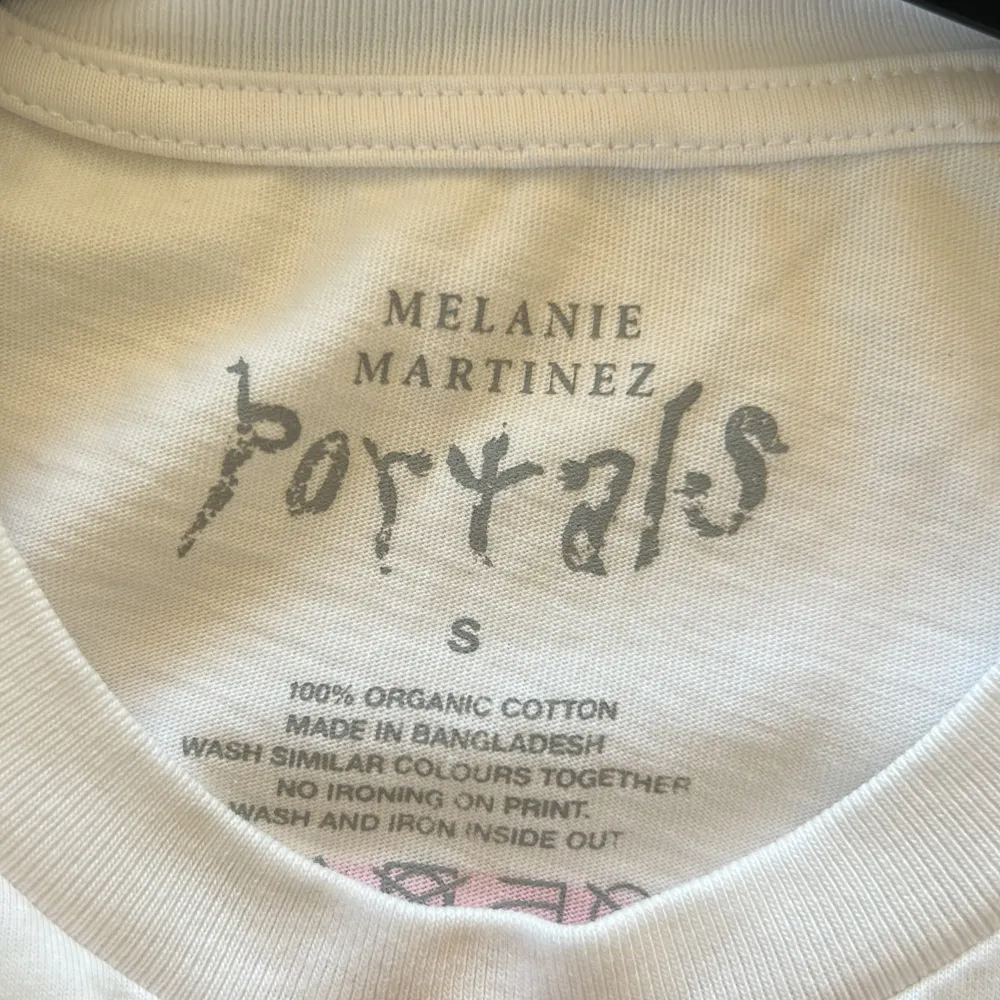 MELANIE
MARTINEZ
Portals
S
100% ORGANIC COTTON
MADE IN BANGLADESH
WASH SIMILAR COLOURS TOGETHER
NO IRONING ON PRINT.
WASH AND IRON INSIDE OUT